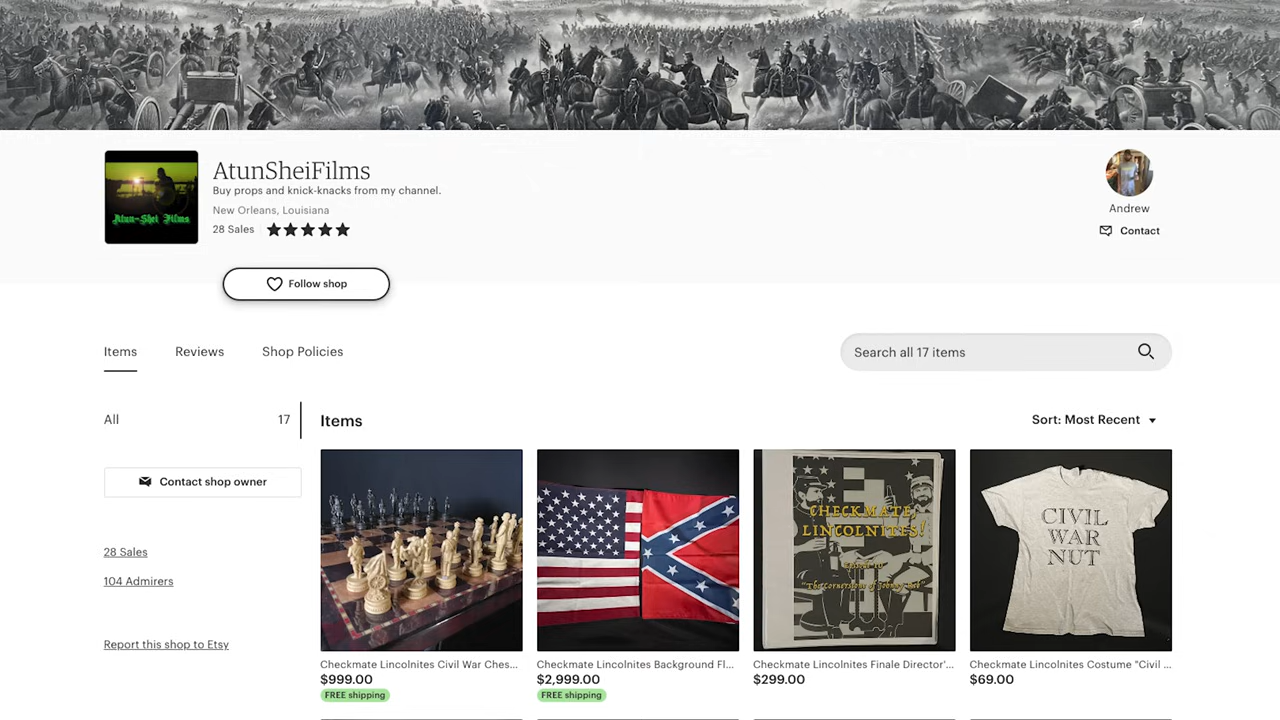 AtunSheiFilms
Buy props and knick-knacks from my channel.
New Orleans, Louisiana
28 Sales
Atun-Shei Films
Andrew
Contact
Follow shop
Items
Reviews
Shop Policies
Search all 17 items
All
17
Items
Sort: Most Recent
Contact shop owner
28 Sales
104 Admirers
Report this shop to Etsy
CHECKMATE,
LINCOLNITES!
CIVIL
WAR
NUT
Checkmate Lincolnites Civil War Ches...
$999.00
FREE shipping
Checkmate Lincolnites Background Fl...
$2,999.00
FREE shipping
Checkmate Lincolnites Finale Director'...
$299.00
Checkmate Lincolnites Costume "Civil ...
$69.00